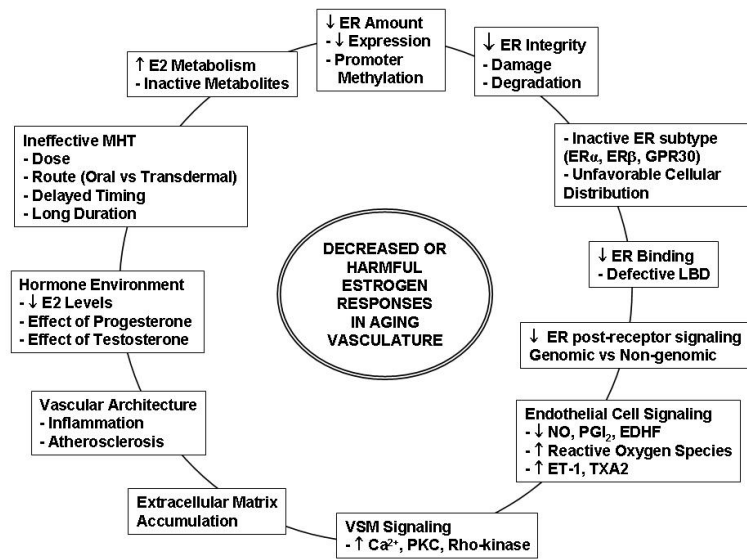 ↓ ER Amount
- ↓ Expression
- Promoter
Methylation
↓ ER Integrity
- Damage
- Degradation
- Inactive ER subtype
(ERα, ERβ, GPR30)
- Unfavorable Cellular
Distribution
↓ ER Binding
- Defective LBD
↓ ER post-receptor signaling
Genomic vs Non-genomic
Endothelial Cell Signaling
- ↓ NO, PGI₂, EDHF
- ↑ Reactive Oxygen Species
- ↑ ET-1, TXA2
VSM Signaling
- ↑ Ca²⁺, PKC, Rho-kinase
Extracellular Matrix
Accumulation
Vascular Architecture
- Inflammation
- Atherosclerosis
Hormone Environment
- ↓ E2 Levels
- Effect of Progesterone
- Effect of Testosterone
Ineffective MHT
- Dose
- Route (Oral vs Transdermal)
- Delayed Timing
- Long Duration
↑ E2 Metabolism
- Inactive Metabolites
DECREASED OR
HARMFUL
ESTROGEN
RESPONSES
IN AGING
VASCULATURE